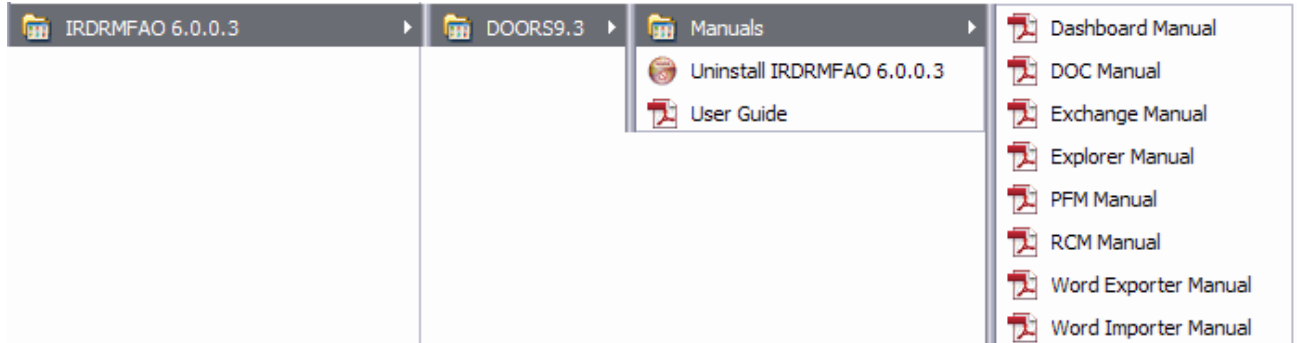 IRDRMFAO 6.0.0.3
DOORS9.3
Manuals
Uninstall IRDRMFAO 6.0.0.3
User Guide
Dashboard Manual
DOC Manual
Exchange Manual
Explorer Manual
PFM Manual
RCM Manual
Word Exporter Manual
Word Importer Manual